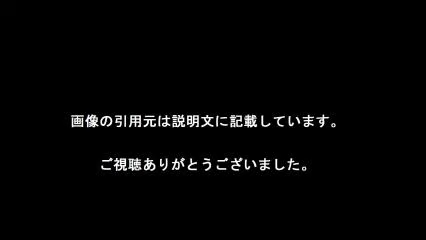 画像の引用元は説明文に記載しています。
ご視聴ありがとうございました。